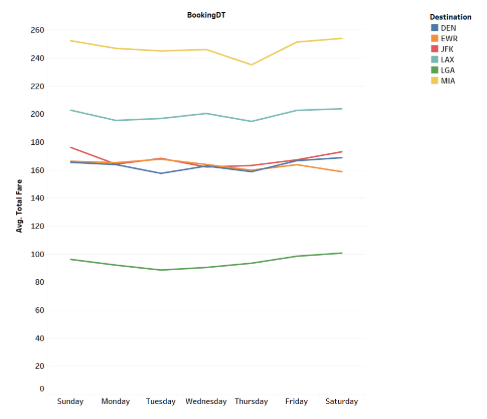 BookingDT
Destination
DEN
EWR
JFK
LAX
LGA
MIA
Avg. Total Fare
260
240
220
200
180
160
140
120
100
80
60
40
20
0
Sunday Monday Tuesday Wednesday Thursday Friday Saturday